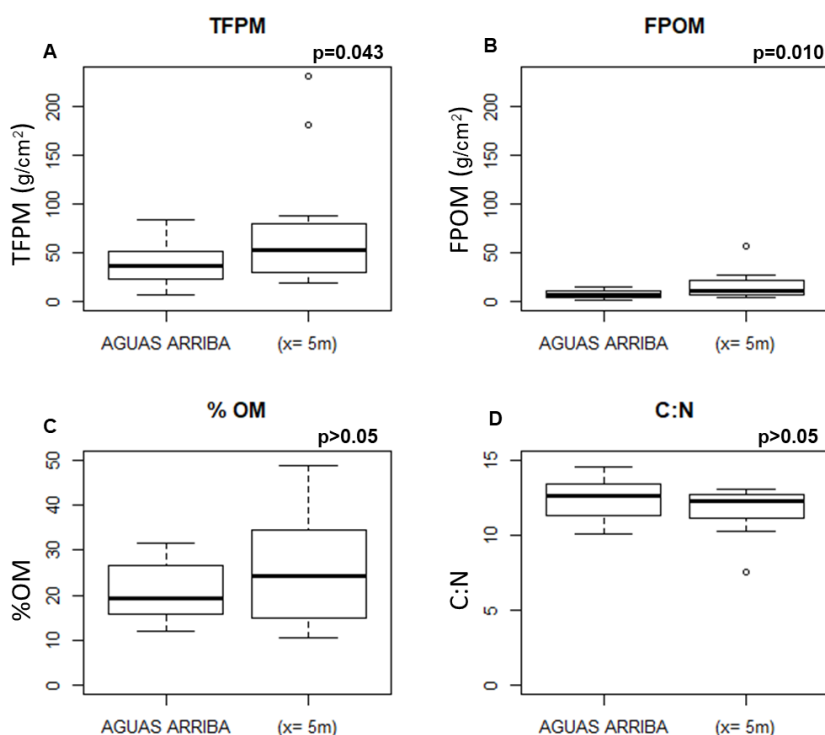 TFPM
A
p=0.043
TFPM (g/cm²)
200
150
100
50
0
AGUAS ARRIBA
(x= 5m)
FPOM
B
p=0.010
FPOM (g/cm²)
200
150
100
50
0
AGUAS ARRIBA
(x= 5m)
% OM
C
p>0.05
%OM
50
40
30
20
10
0
AGUAS ARRIBA
(x= 5m)
C:N
D
p>0.05
C:N
15
10
5
0
AGUAS ARRIBA
(x= 5m)